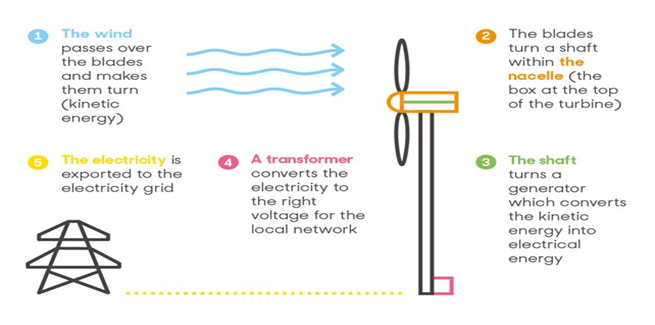 1 The wind
passes over
the blades
and makes
them turn
(kinetic
energy)
2 The blades
turn a shaft
within the
nacelle (the
box at the top
of the turbine)
3 The shaft
turns a
generator
which converts
the kinetic
energy into
electrical
energy
4 A transformer
converts the
electricity to
the right
voltage for the
local network
5 The electricity is
exported to the
electricity grid